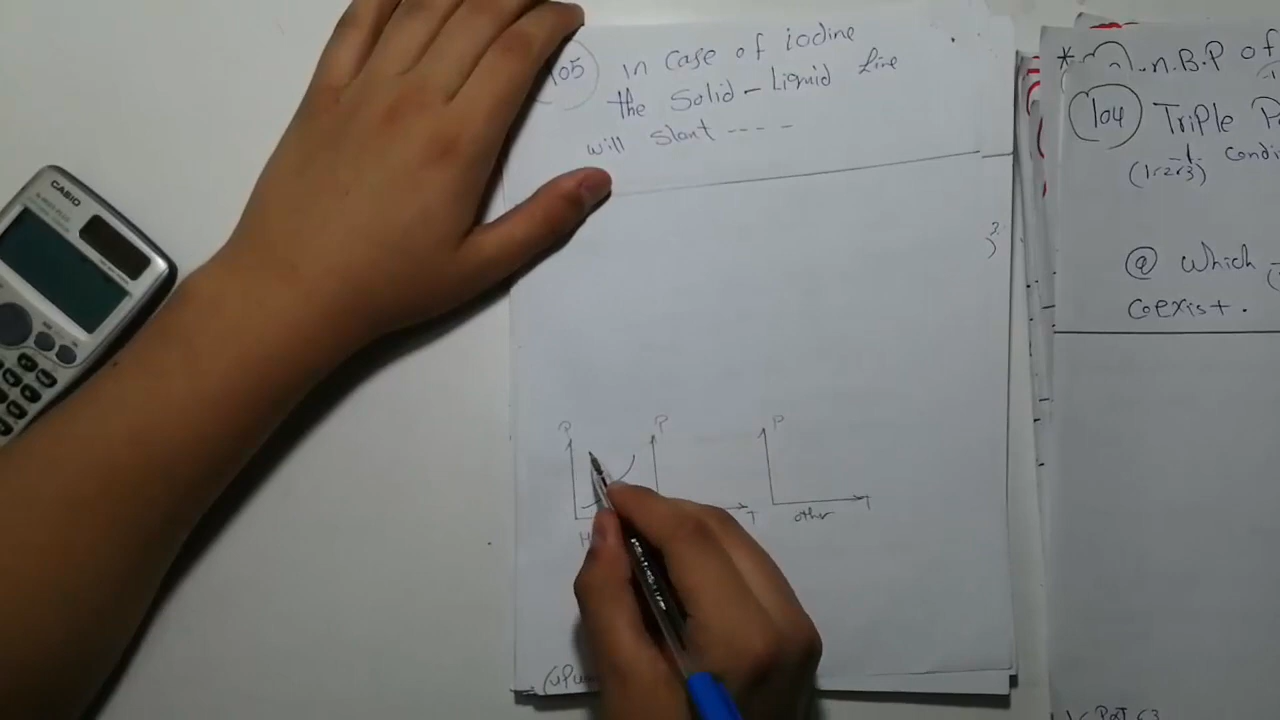 CASIO
105 in case of iodine
the Solid - Liquid line
will slant ----
P
P
P
T
T
other
* n.B.P of
104 Triple
(1,2,3)
@ which
coexist.